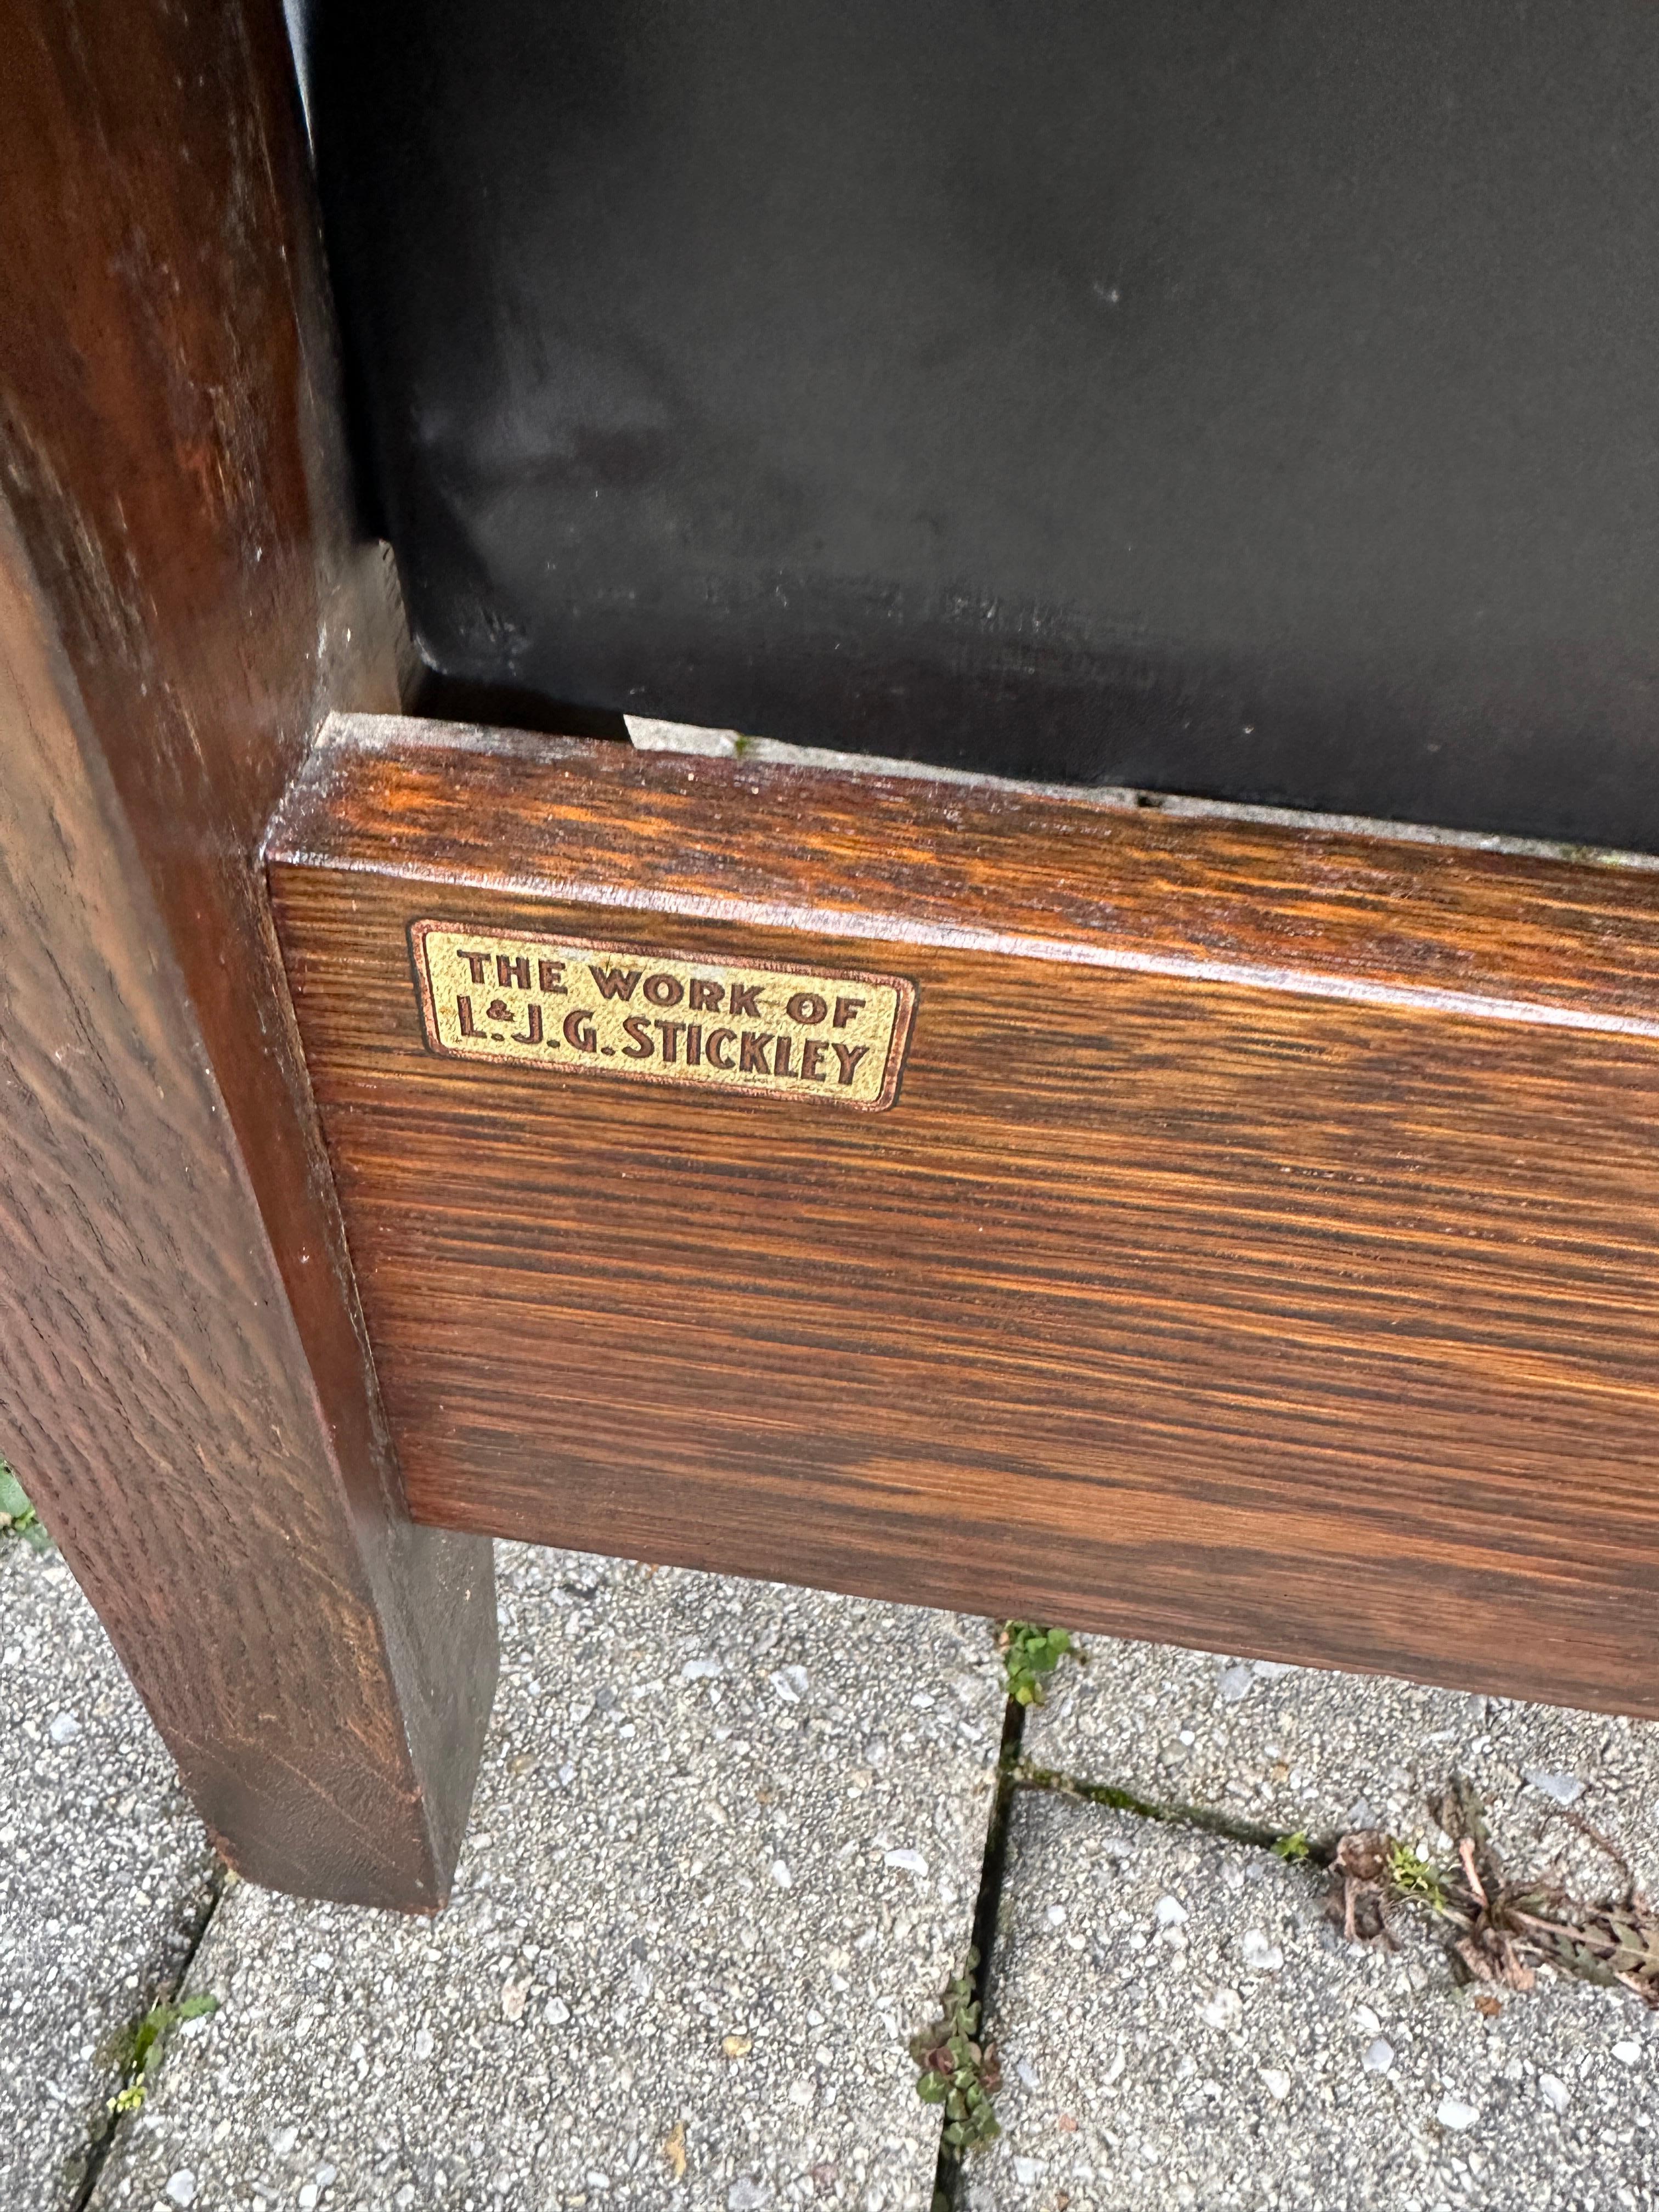 THE WORK OF
L. & J. G. STICKLEY